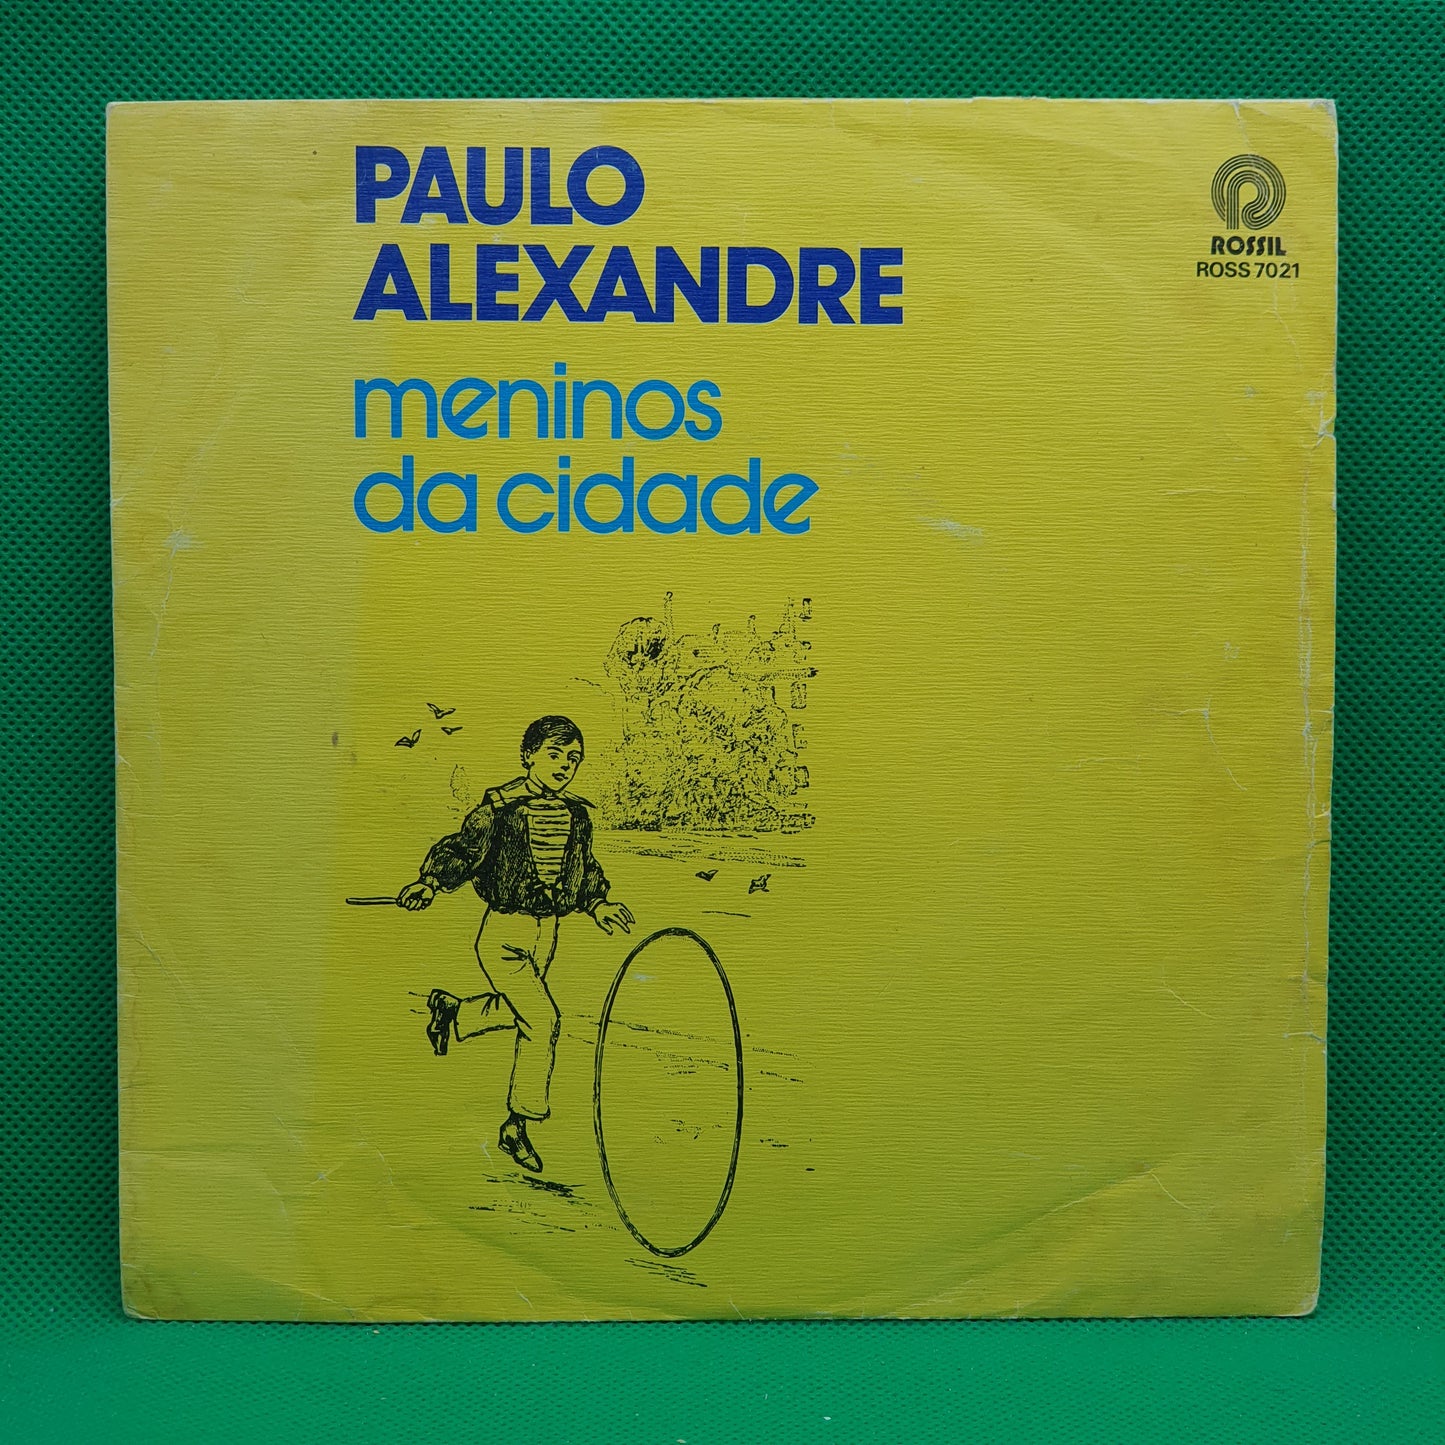 PAULO
ALEXANDRE
meninos
da cidade
ROSSIL
ROSS 7021